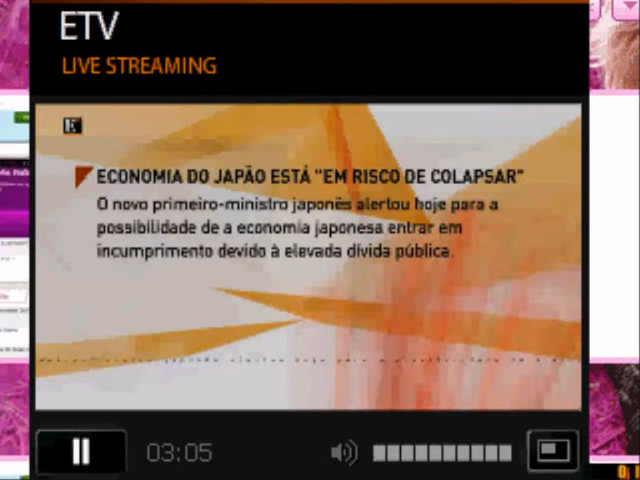 ETV
LIVE STREAMING
E
ECONOMIA DO JAPÃO ESTÁ "EM RISCO DE COLAPSAR"
O novo primeiro-ministro japonês alertou hoje para a
possibilidade de a economia japonesa entrar em
incumprimento devido à elevada dívida pública.
03:05